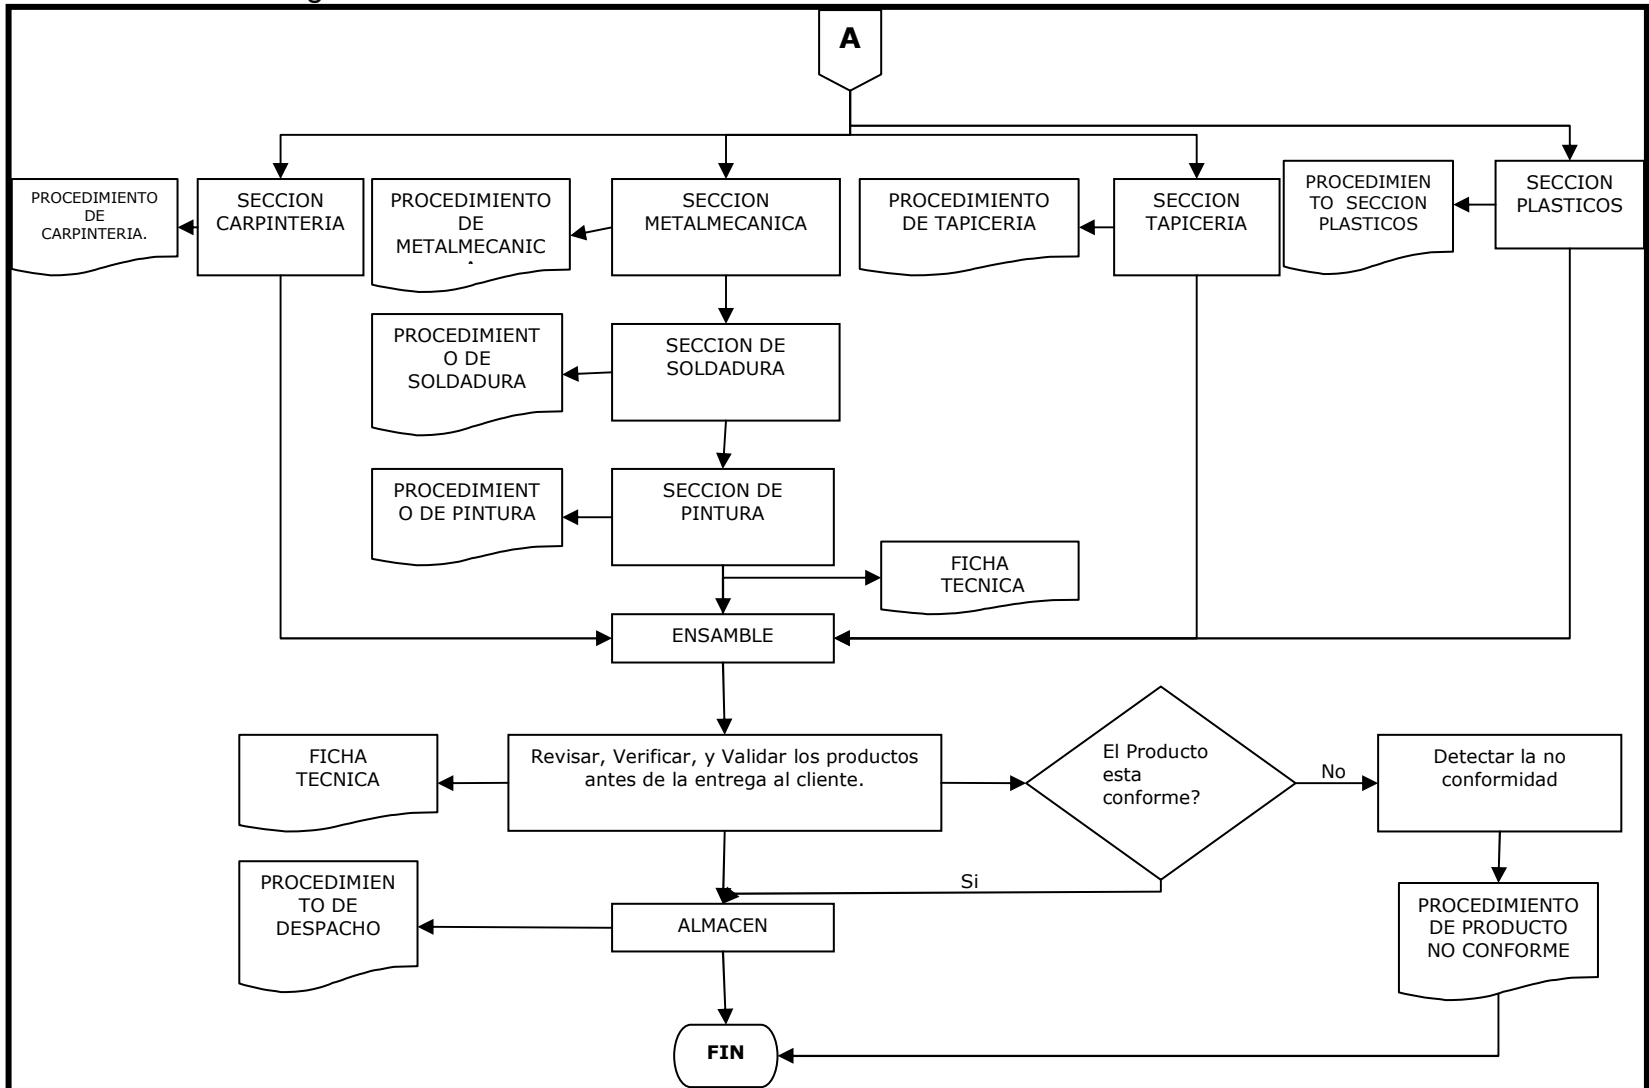 A
PROCEDIMIENTO
DE
CARPINTERIA.
SECCION
CARPINTERIA
PROCEDIMIENTO
DE
METALMECANIC
SECCION
METALMECANICA
PROCEDIMIENTO
DE TAPICERIA
SECCION
TAPICERIA
PROCEDIMIEN
TO SECCION
PLASTICOS
SECCION
PLASTICOS
PROCEDIMIENT
O DE
SOLDADURA
SECCION DE
SOLDADURA
PROCEDIMIENT
O DE PINTURA
SECCION DE
PINTURA
FICHA
TECNICA
ENSAMBLE
FICHA
TECNICA
Revisar, Verificar, y Validar los productos
antes de la entrega al cliente.
El Producto
esta
conforme?
No
Detectar la no
conformidad
Si
PROCEDIMIEN
TO DE
DESPACHO
ALMACEN
PROCEDIMIENTO
DE PRODUCTO
NO CONFORME
FIN